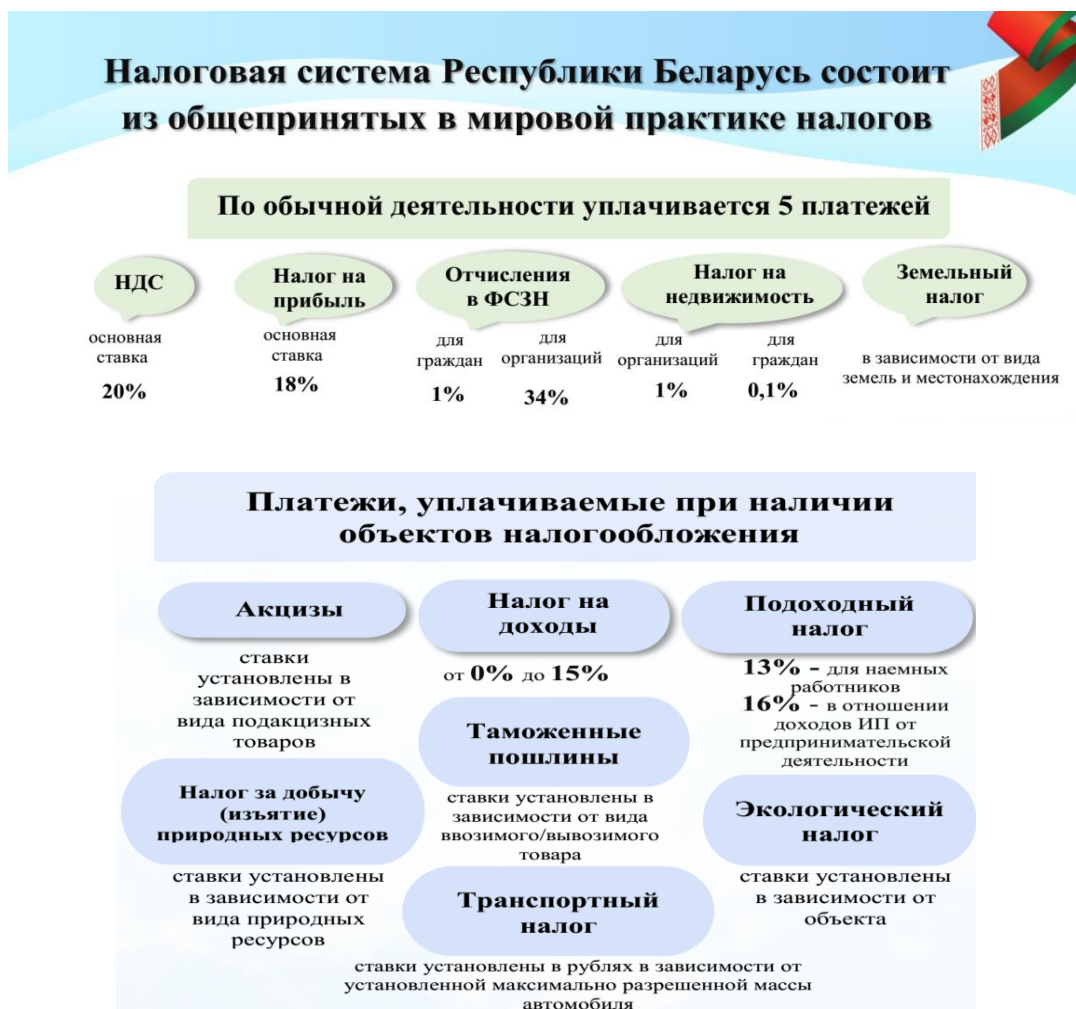 Налоговая система Республики Беларусь состоит
из общепринятых в мировой практике налогов
По обычной деятельности уплачивается 5 платежей
НДС
основная
ставка
20%
Налог на
прибыль
основная
ставка
18%
Отчисления
в ФСЗН
для
граждан
1%
для
организаций
34%
Налог на
недвижимость
для
организаций
1%
для
граждан
0,1%
Земельный
налог
в зависимости от вида
земель и местонахождения
Платежи, уплачиваемые при наличии
объектов налогообложения
Акцизы
ставки
установлены в
зависимости от
вида подакцизных
товаров
Налог на
доходы
от 0% до 15%
Подоходный
налог
13% - для наемных
работников
16% - в отношении
доходов ИП от
предпринимательской
деятельности
Таможенные
пошлины
ставки установлены в
зависимости от вида
ввозимого/вывозимого
товара
Налог за добычу
(изъятие)
природных ресурсов
ставки установлены
в зависимости от
вида природных
ресурсов
Экологический
налог
ставки установлены
в зависимости от
объекта
Транспортный
налог
ставки установлены в рублях в зависимости от
установленной максимально разрешенной массы
автомобиля